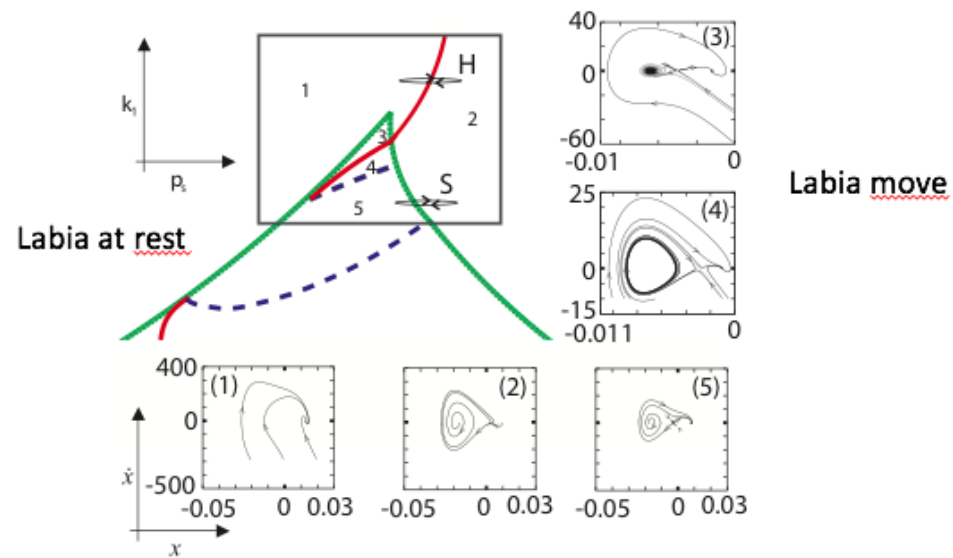 k₁
pₛ
1
2
3
4
5
H
S
Labia at rest
Labia move
(3)
40
0
-60
-0.01 0
(4)
25
0
-15
-0.011 0
(1)
400
0
-500
-0.05 0 0.03
(2)
-0.05 0 0.03
(5)
-0.05 0 0.03
ẋ
x